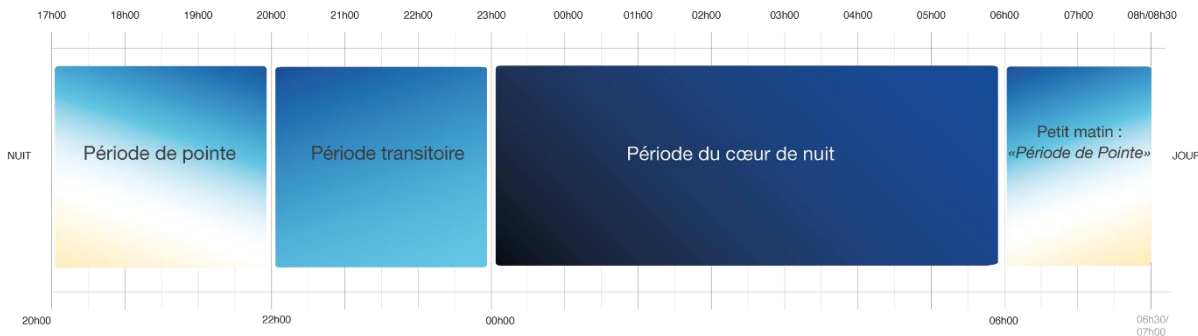 17h00 18h00 19h00 20h00 21h00 22h00 23h00 00h00 01h00 02h00 03h00 04h00 05h00 06h00 07h00 08h/08h30
NUIT
Période de pointe
Période transitoire
Période du cœur de nuit
Petit matin :
«Période de Pointe»
JOUR
20h00 22h00 00h00 06h00 06h30/
07h00